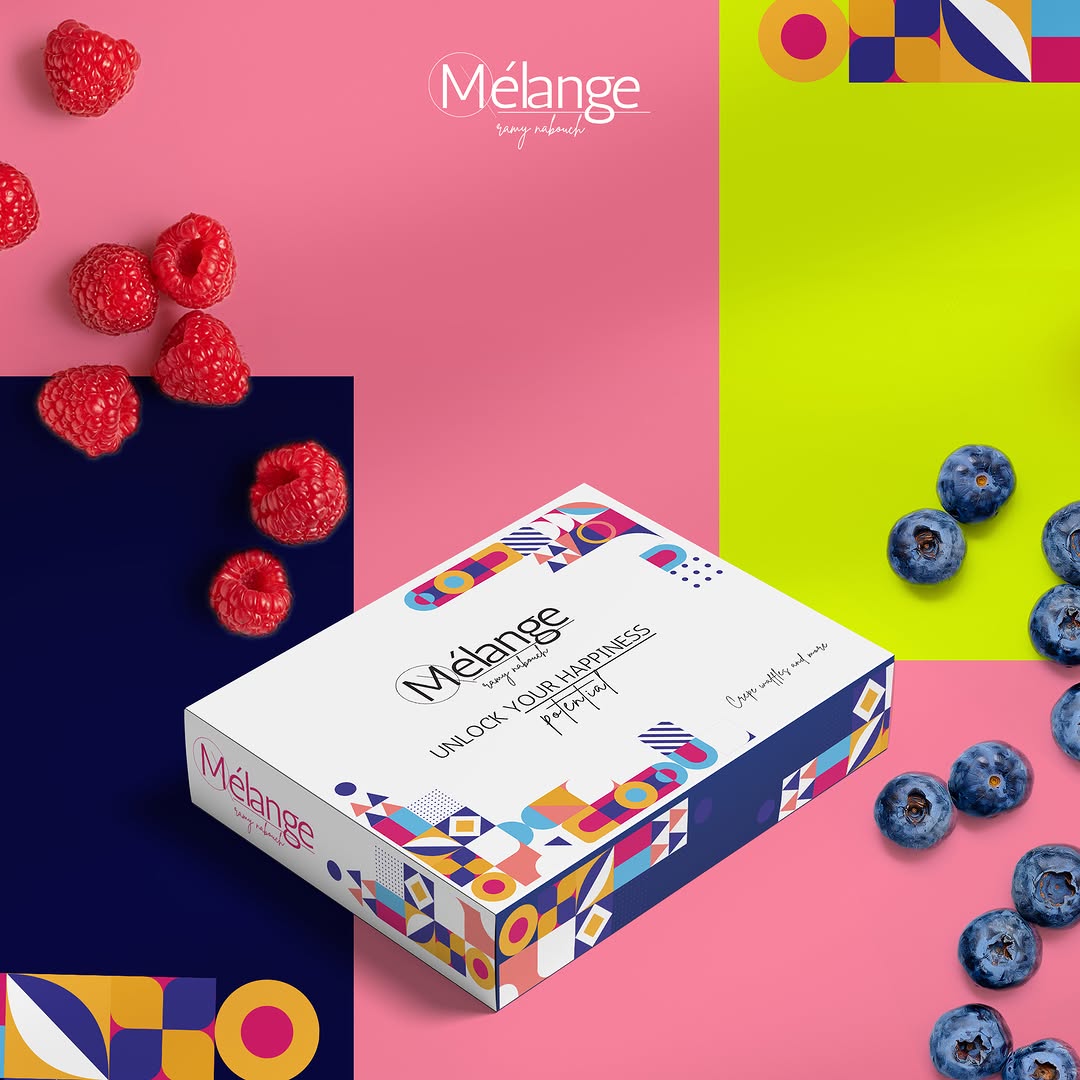 Mélange
ramy nabouch
Mélange
ramy nabouch
UNLOCK YOUR HAPPINESS
potential
Crepe waffles and more
Mélange
ramy nabouch